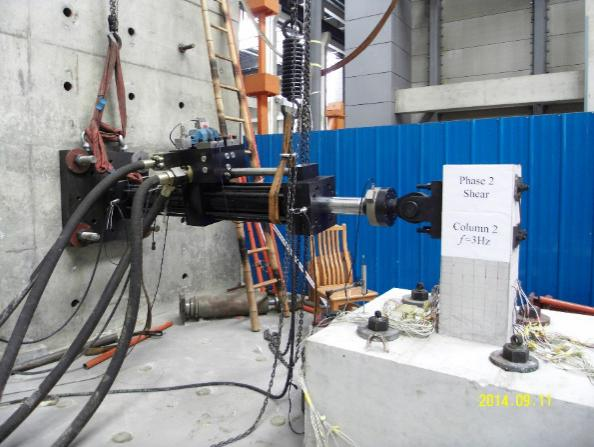 Phase 2
Shear
Column 2
f=3Hz
2014.09.11